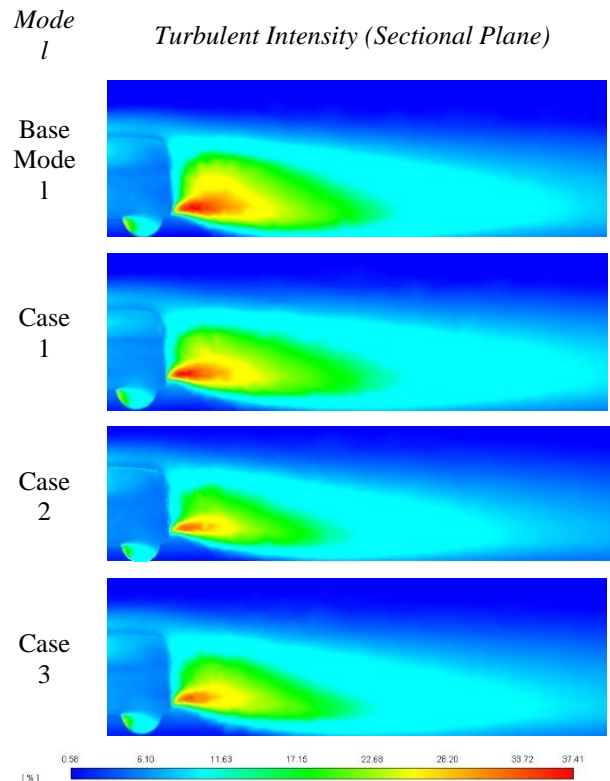 Mode
l
Turbulent Intensity (Sectional Plane)
Base
Mode
l
Case
1
Case
2
Case
3
0.58 6.10 11.63 17.15 22.68 28.20 33.72 37.41
[%]